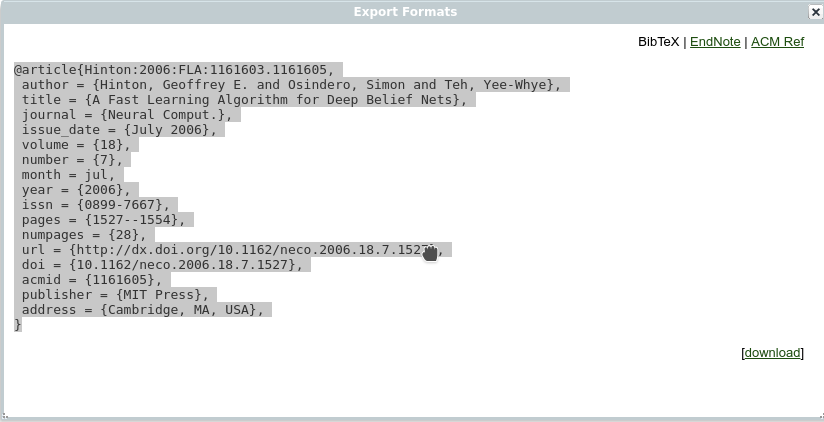 Export Formats
BibTeX | EndNote | ACM Ref
@article{Hinton:2006:FLA:1161603.1161605,
author = {Hinton, Geoffrey E. and Osindero, Simon and Teh, Yee-Whye},
title = {A Fast Learning Algorithm for Deep Belief Nets},
journal = {Neural Comput.},
issue_date = {July 2006},
volume = {18},
number = {7},
month = jul,
year = {2006},
issn = {0899-7667},
pages = {1527--1554},
numpages = {28},
url = {http://dx.doi.org/10.1162/neco.2006.18.7.1527},
doi = {10.1162/neco.2006.18.7.1527},
acmid = {1161605},
publisher = {MIT Press},
address = {Cambridge, MA, USA},
}
[download]